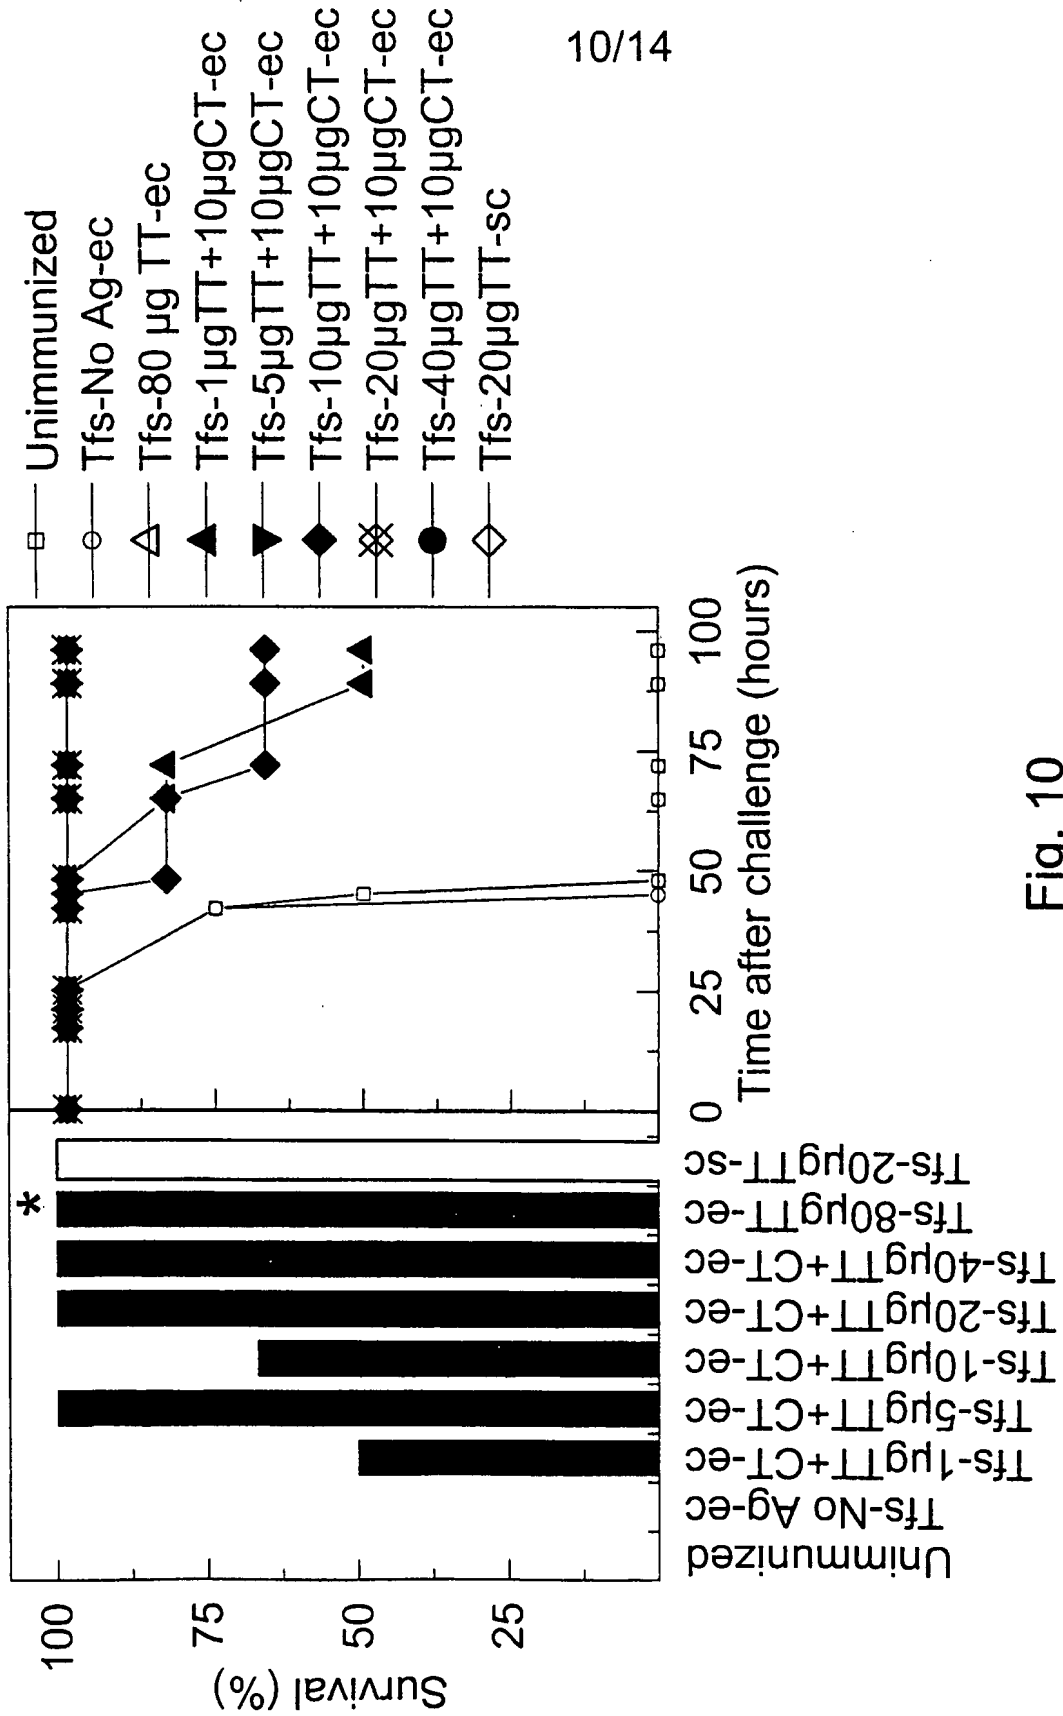 10/14
Unimmunized
Tfs-No Ag-ec
Tfs-80 µg TT-ec
Tfs-1µgTT+10µgCT-ec
Tfs-5µgTT+10µgCT-ec
Tfs-10µgTT+10µgCT-ec
Tfs-20µgTT+10µgCT-ec
Tfs-40µgTT+10µgCT-ec
Tfs-20µgTT-sc
Survival (%)
100
75
50
25
*
Unimmunized
Tfs-No Ag-ec
Tfs-1µgTT+CT-ec
Tfs-5µgTT+CT-ec
Tfs-10µgTT+CT-ec
Tfs-20µgTT+CT-ec
Tfs-40µgTT+CT-ec
Tfs-80µgTT-ec
Tfs-20µgTT-sc
0 25 50 75 100
Time after challenge (hours)
Fig. 10